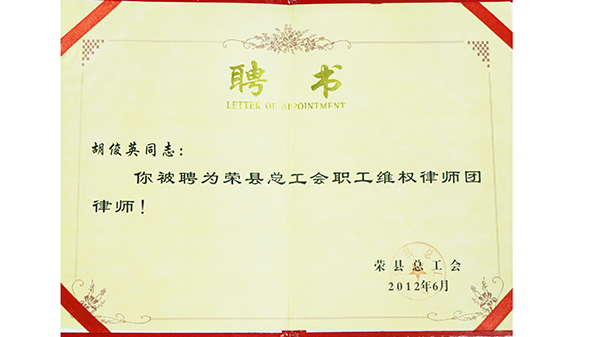 聘书
LETTER OF APPOINTMENT
胡俊英同志：
你被聘为荣县总工会职工维权律师团
律师！
荣县总工会
2012年6月